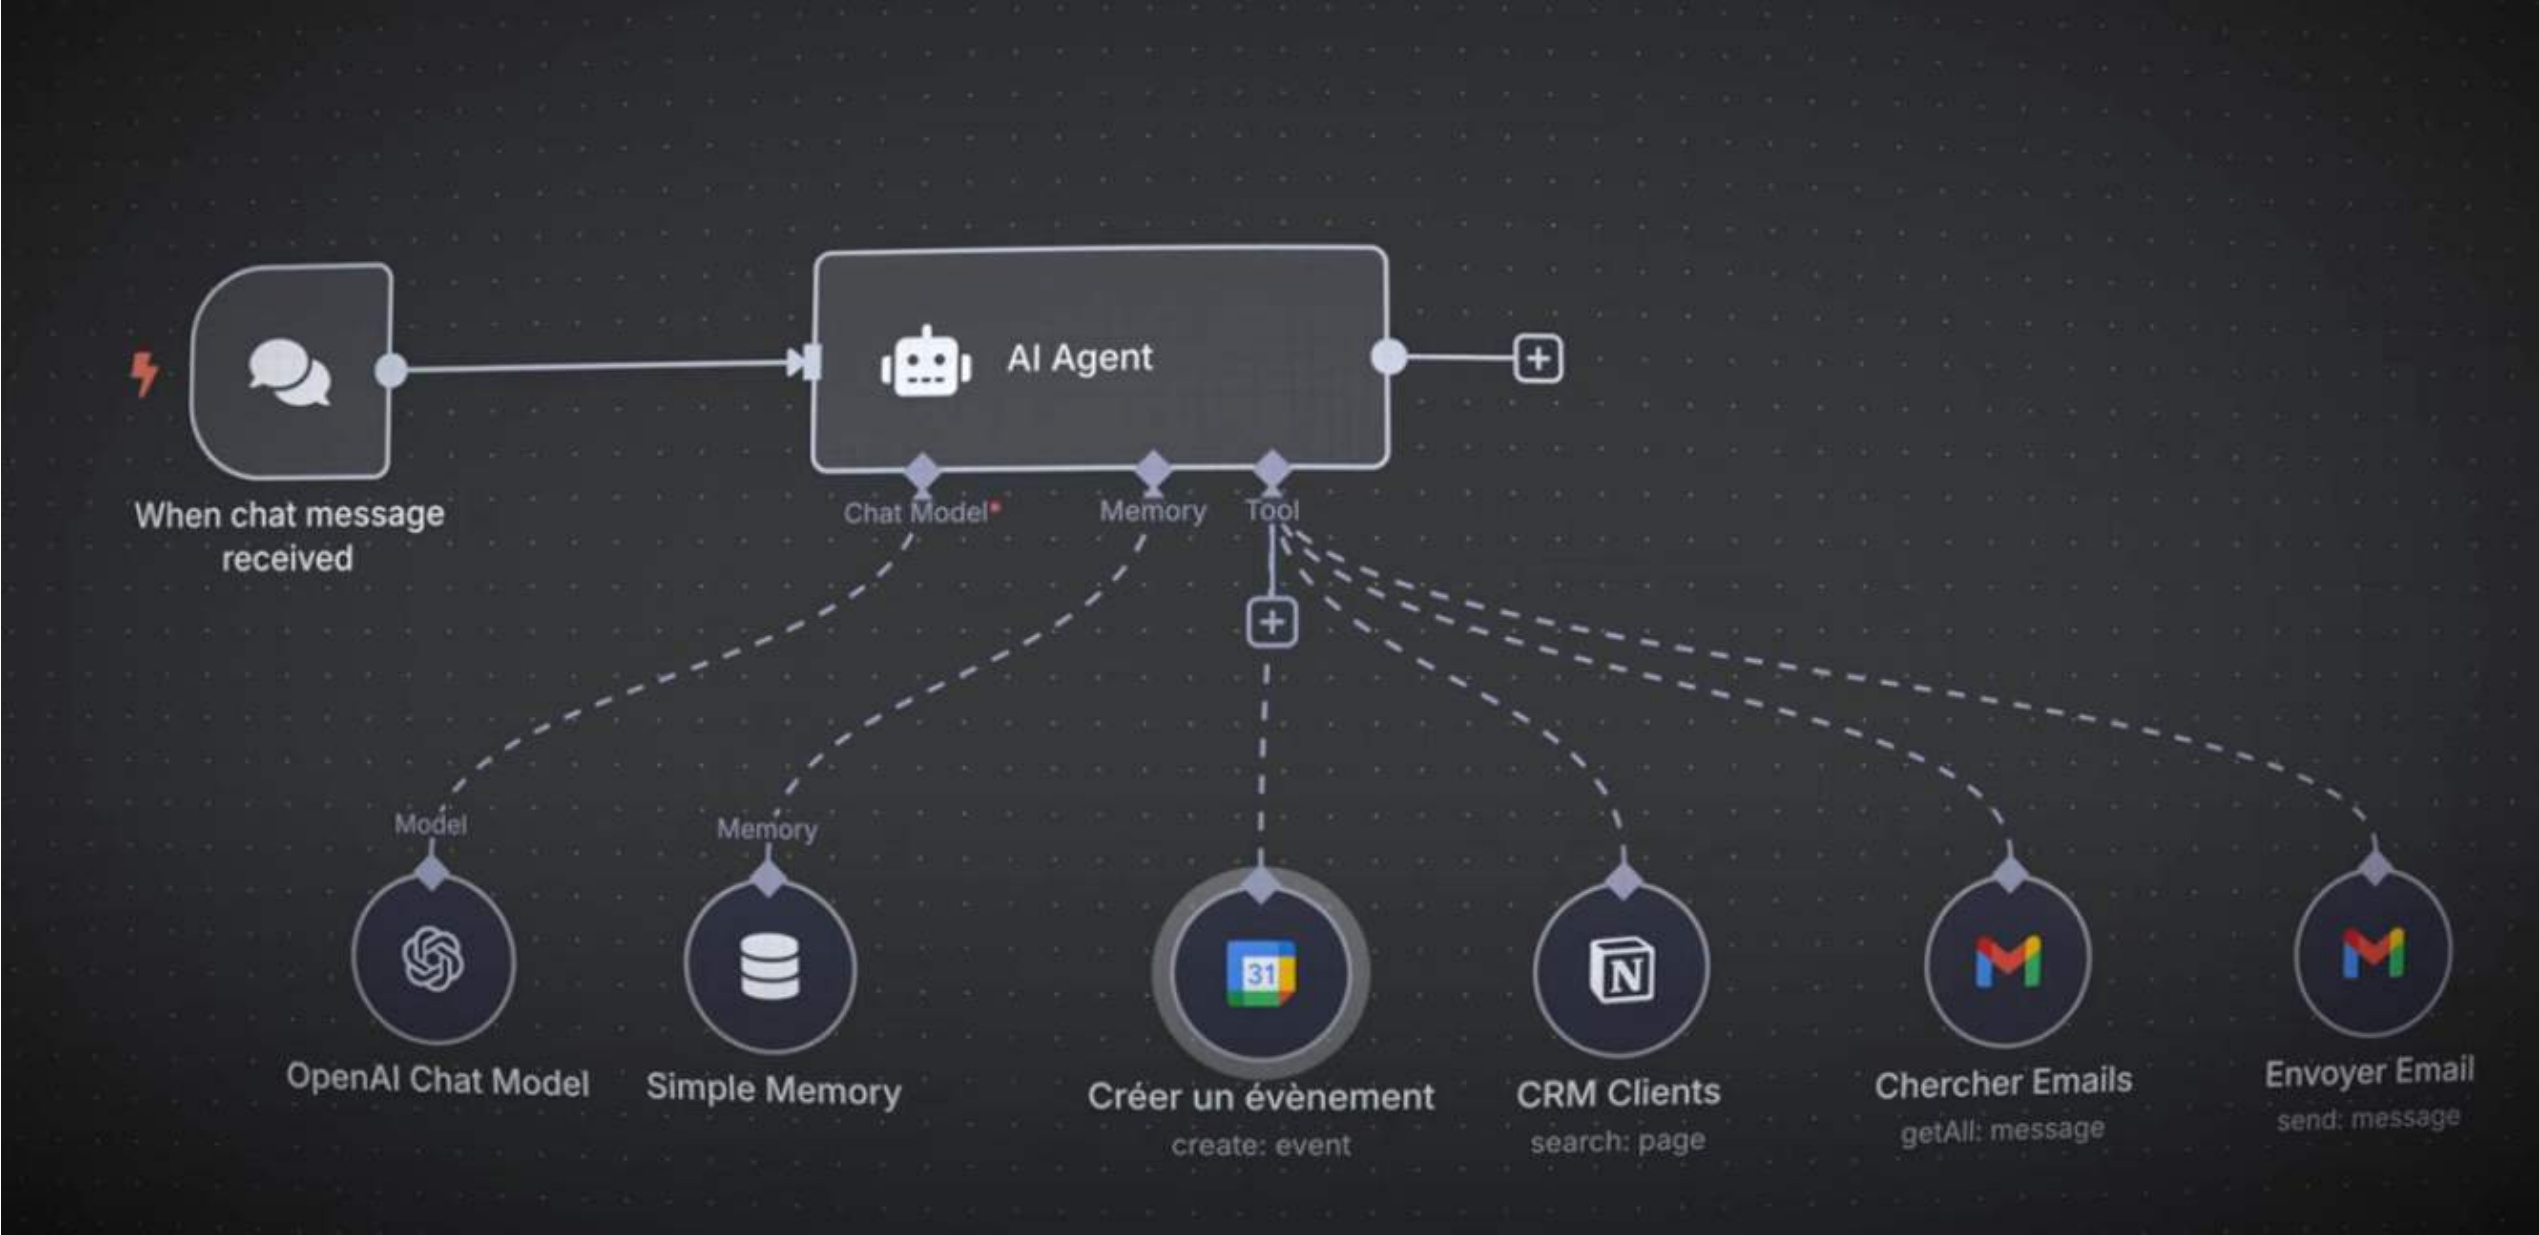 AI Agent
When chat message
received
Chat Model*
Memory
Tool
Model
Memory
31
N
OpenAI Chat Model
Simple Memory
Créer un évènement
create: event
CRM Clients
search: page
Chercher Emails
getAll: message
Envoyer Email
send: message